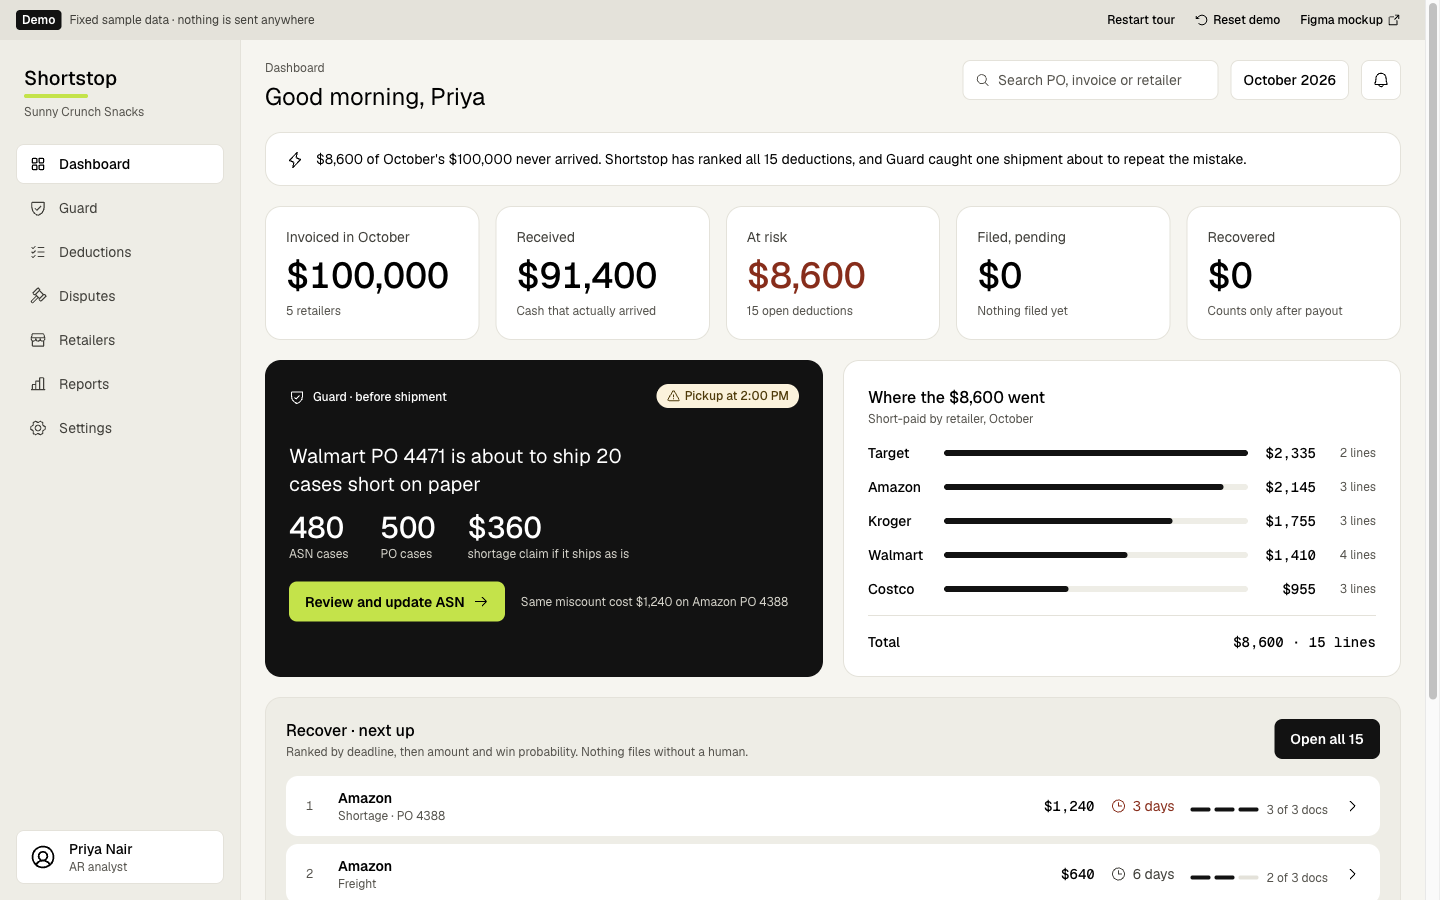 Demo Fixed sample data · nothing is sent anywhere
Restart tour Reset demo Figma mockup
Shortstop
Sunny Crunch Snacks
Dashboard
Guard
Deductions
Disputes
Retailers
Reports
Settings
Priya Nair
AR analyst
Dashboard
Good morning, Priya
Search PO, invoice or retailer
October 2026
$8,600 of October's $100,000 never arrived. Shortstop has ranked all 15 deductions, and Guard caught one shipment about to repeat the mistake.
Invoiced in October
$100,000
5 retailers
Received
$91,400
Cash that actually arrived
At risk
$8,600
15 open deductions
Filed, pending
$0
Nothing filed yet
Recovered
$0
Counts only after payout
Guard · before shipment
Pickup at 2:00 PM
Walmart PO 4471 is about to ship 20
cases short on paper
480 500 $360
ASN cases PO cases shortage claim if it ships as is
Review and update ASN
Same miscount cost $1,240 on Amazon PO 4388
Where the $8,600 went
Short-paid by retailer, October
Target $2,335 2 lines
Amazon $2,145 3 lines
Kroger $1,755 3 lines
Walmart $1,410 4 lines
Costco $955 3 lines
Total $8,600 · 15 lines
Recover · next up
Ranked by deadline, then amount and win probability. Nothing files without a human.
Open all 15
1 Amazon $1,240 3 days 3 of 3 docs
Shortage · PO 4388
2 Amazon $640 6 days 2 of 3 docs
Freight